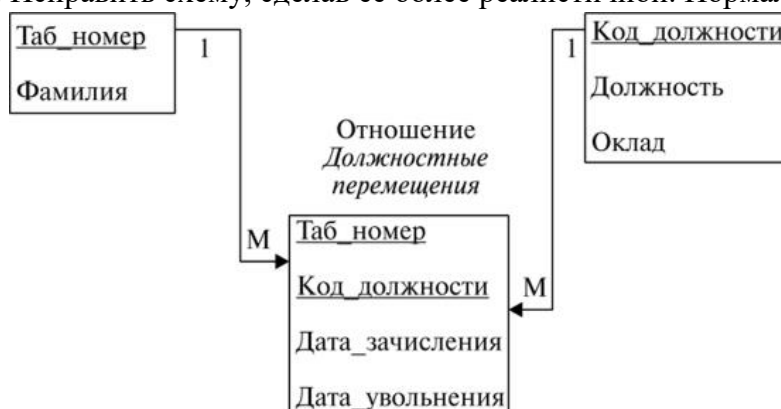 Исправить схему, сделав ее более реалистичной. Нормал
Таб_номер
Фамилия
1
Код_должности
Должность
Оклад
1
Отношение
Должностные
перемещения
Таб_номер
Код_должности
Дата_зачисления
Дата_увольнения
М
М